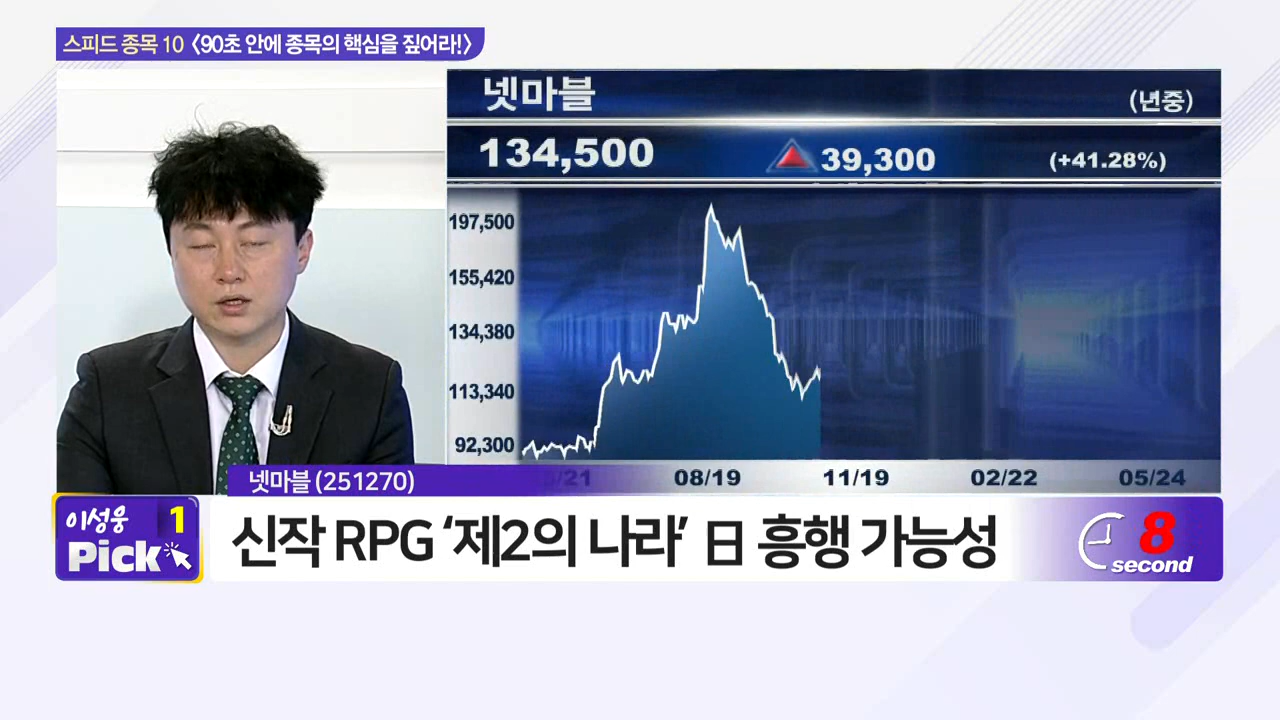 스피드 종목 10 <90초 안에 종목의 핵심을 짚어라!>
넷마블 (년중)
134,500 ▲ 39,300 (+41.28%)
197,500
155,420
134,380
113,340
92,300
/21 08/19 11/19 02/22 05/24
넷마블 (251270)
이성웅 1
Pick
신작 RPG ‘제2의 나라’ 日 흥행 가능성
8
second